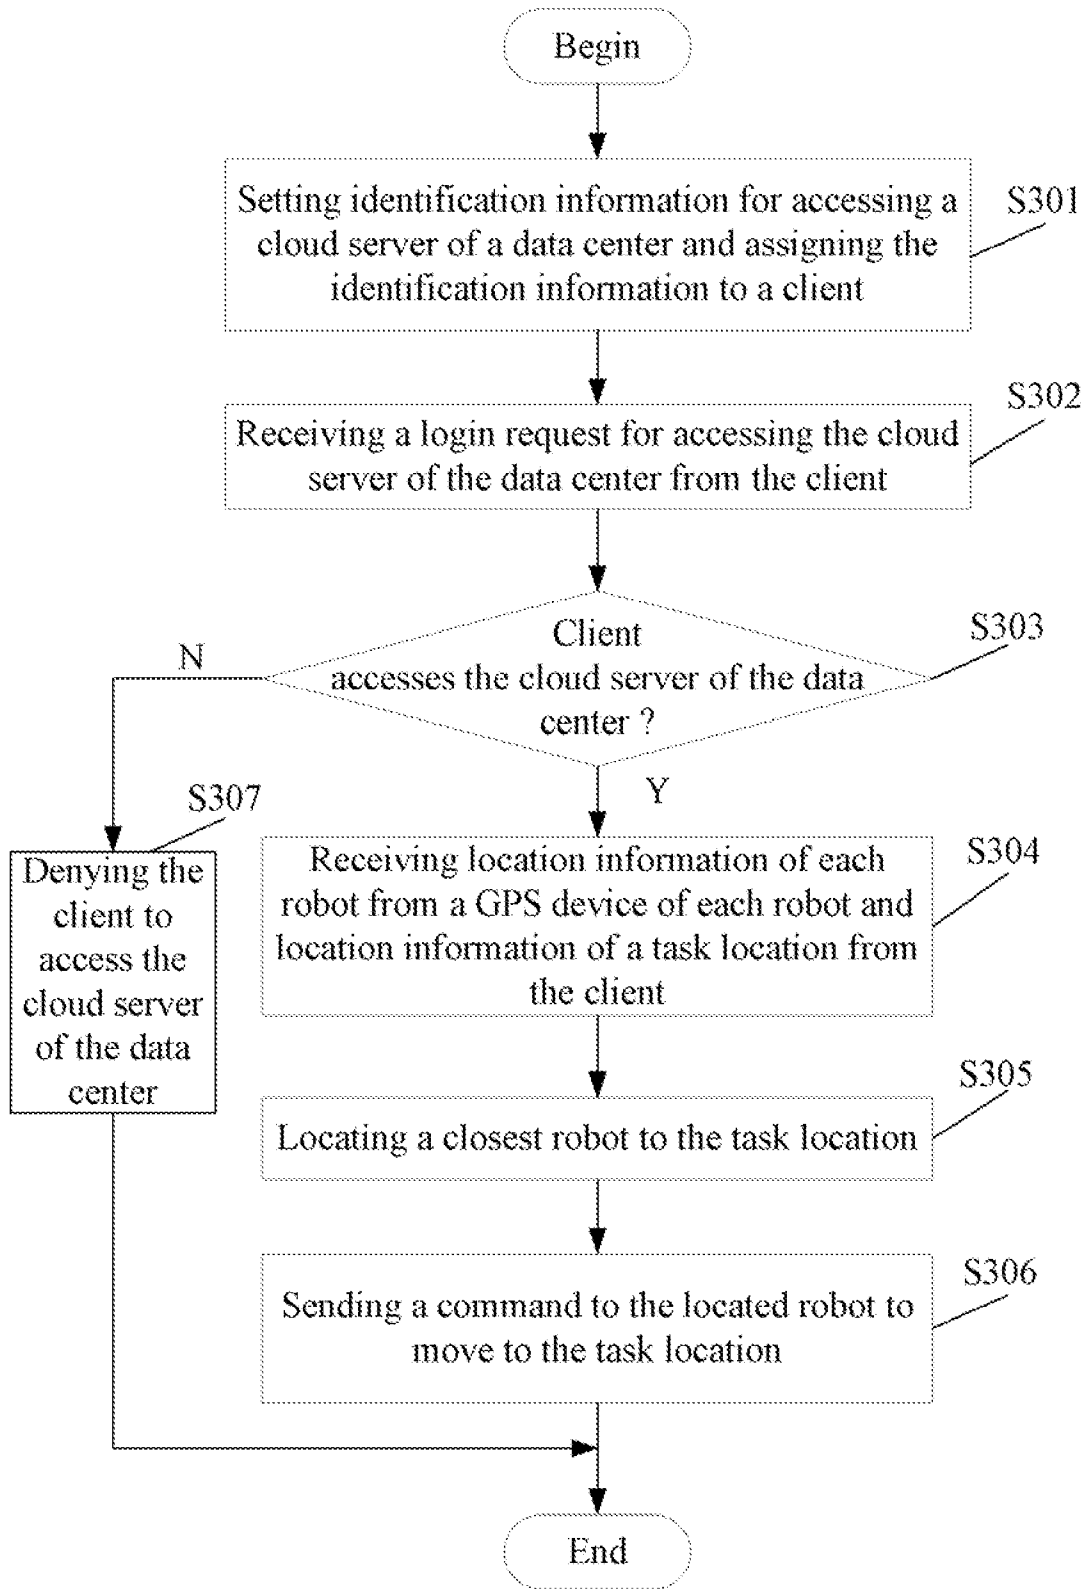 Begin
Setting identification information for accessing a
cloud server of a data center and assigning the
identification information to a client
S301
Receiving a login request for accessing the cloud
server of the data center from the client
S302
Client
accesses the cloud server of the data
center ?
S303
N
Y
S307
Denying the
client to
access the
cloud server
of the data
center
Receiving location information of each
robot from a GPS device of each robot and
location information of a task location from
the client
S304
Locating a closest robot to the task location
S305
Sending a command to the located robot to
move to the task location
S306
End